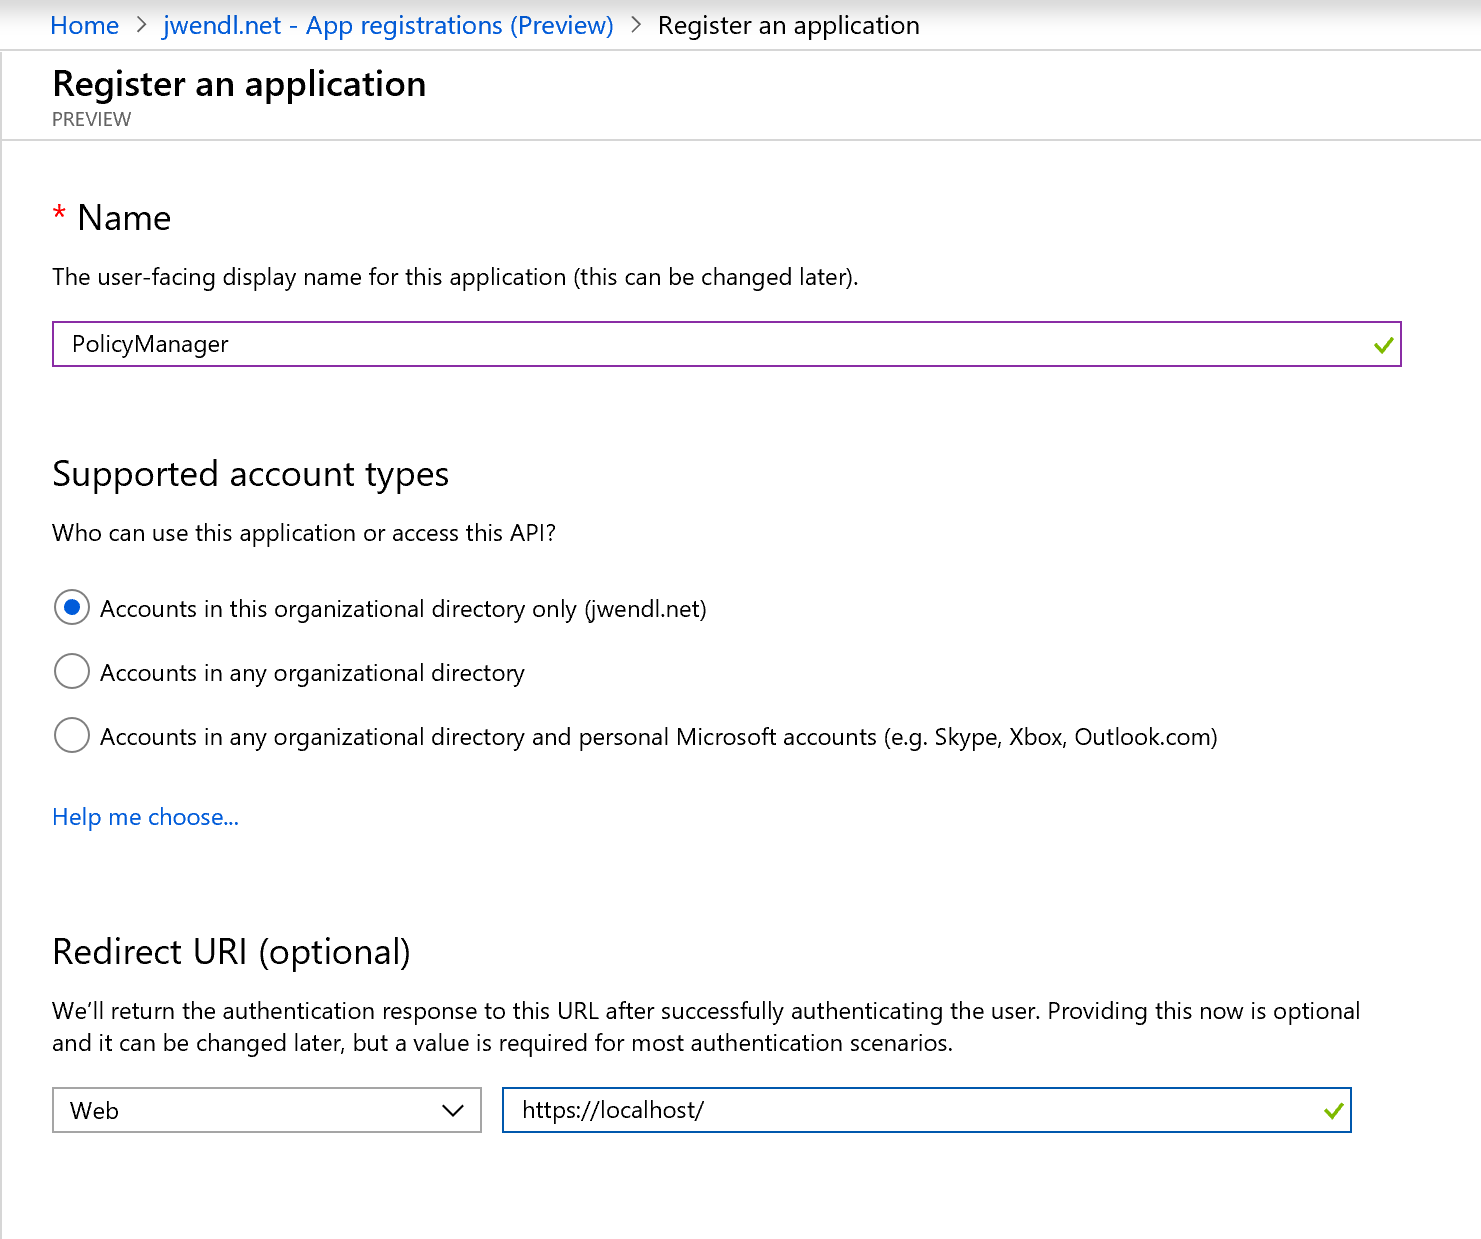 Home > jwendl.net - App registrations (Preview) > Register an application
Register an application
PREVIEW
* Name
The user-facing display name for this application (this can be changed later).
PolicyManager
Supported account types
Who can use this application or access this API?
Accounts in this organizational directory only (jwendl.net)
Accounts in any organizational directory
Accounts in any organizational directory and personal Microsoft accounts (e.g. Skype, Xbox, Outlook.com)
Help me choose...
Redirect URI (optional)
We’ll return the authentication response to this URL after successfully authenticating the user. Providing this now is optional
and it can be changed later, but a value is required for most authentication scenarios.
Web
https://localhost/